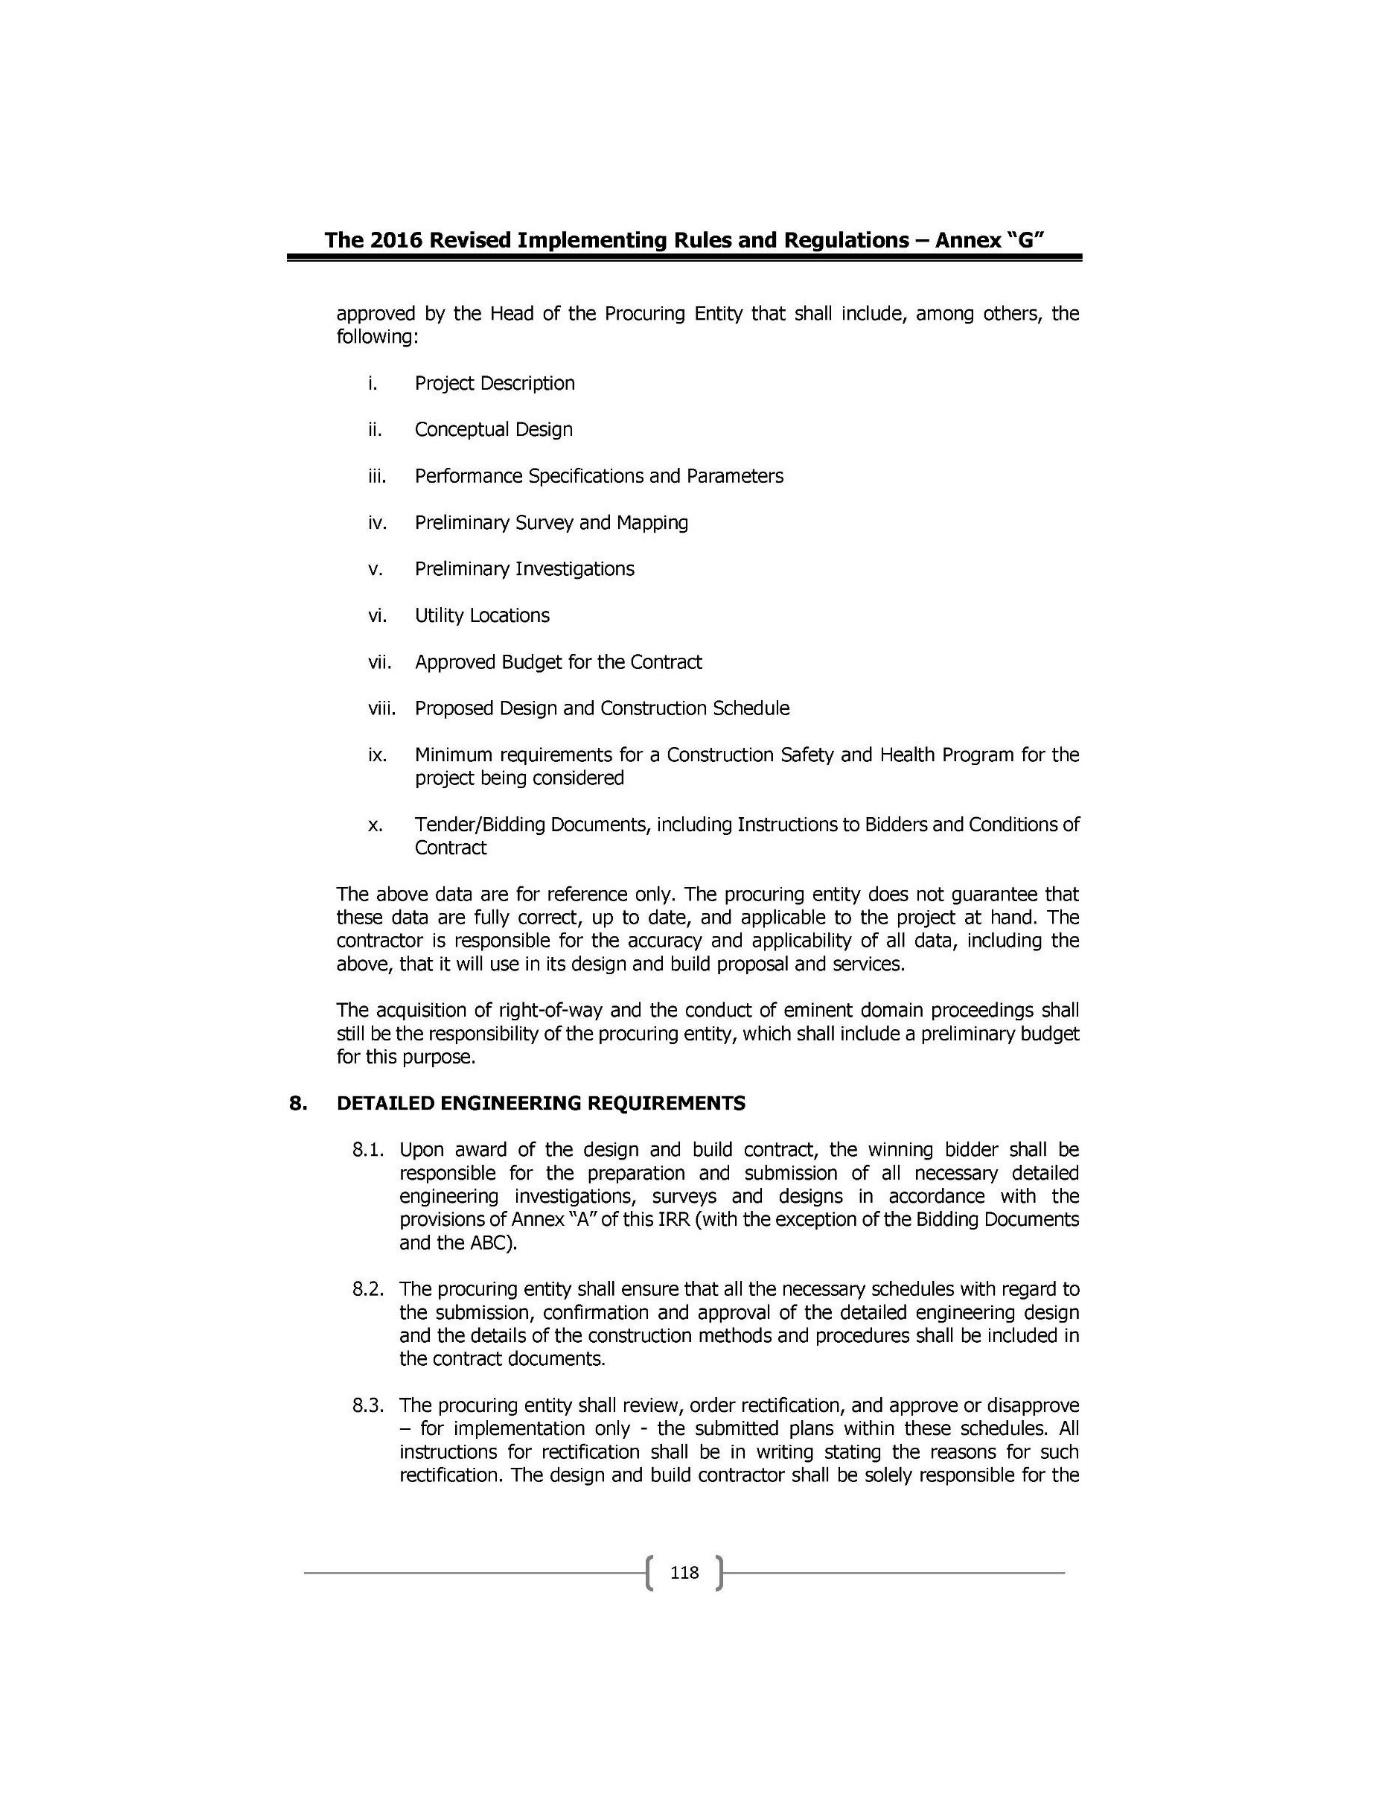 The 2016 Revised Implementing Rules and Regulations – Annex “G”
approved by the Head of the Procuring Entity that shall include, among others, the
following:
i. Project Description
ii. Conceptual Design
iii. Performance Specifications and Parameters
iv. Preliminary Survey and Mapping
v. Preliminary Investigations
vi. Utility Locations
vii. Approved Budget for the Contract
viii. Proposed Design and Construction Schedule
ix. Minimum requirements for a Construction Safety and Health Program for the
project being considered
x. Tender/Bidding Documents, including Instructions to Bidders and Conditions of
Contract
The above data are for reference only. The procuring entity does not guarantee that
these data are fully correct, up to date, and applicable to the project at hand. The
contractor is responsible for the accuracy and applicability of all data, including the
above, that it will use in its design and build proposal and services.
The acquisition of right-of-way and the conduct of eminent domain proceedings shall
still be the responsibility of the procuring entity, which shall include a preliminary budget
for this purpose.
8. DETAILED ENGINEERING REQUIREMENTS
8.1. Upon award of the design and build contract, the winning bidder shall be
responsible for the preparation and submission of all necessary detailed
engineering investigations, surveys and designs in accordance with the
provisions of Annex “A” of this IRR (with the exception of the Bidding Documents
and the ABC).
8.2. The procuring entity shall ensure that all the necessary schedules with regard to
the submission, confirmation and approval of the detailed engineering design
and the details of the construction methods and procedures shall be included in
the contract documents.
8.3. The procuring entity shall review, order rectification, and approve or disapprove
– for implementation only - the submitted plans within these schedules. All
instructions for rectification shall be in writing stating the reasons for such
rectification. The design and build contractor shall be solely responsible for the
118